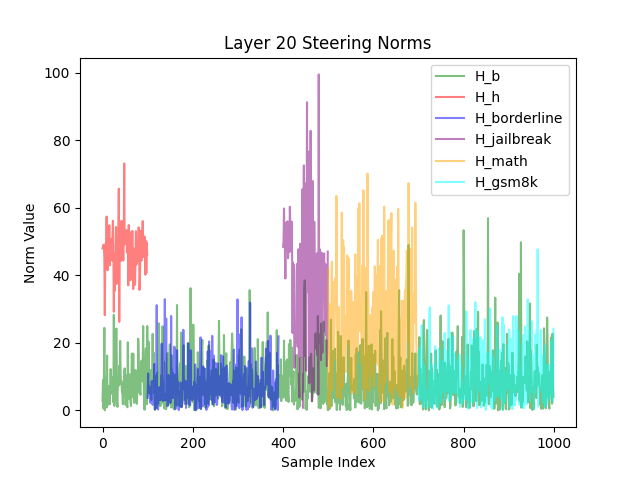 Layer 20 Steering Norms
H_b
H_h
H_borderline
H_jailbreak
H_math
H_gsm8k
100
80
60
40
20
0
Norm Value
0
200
400
600
800
1000
Sample Index